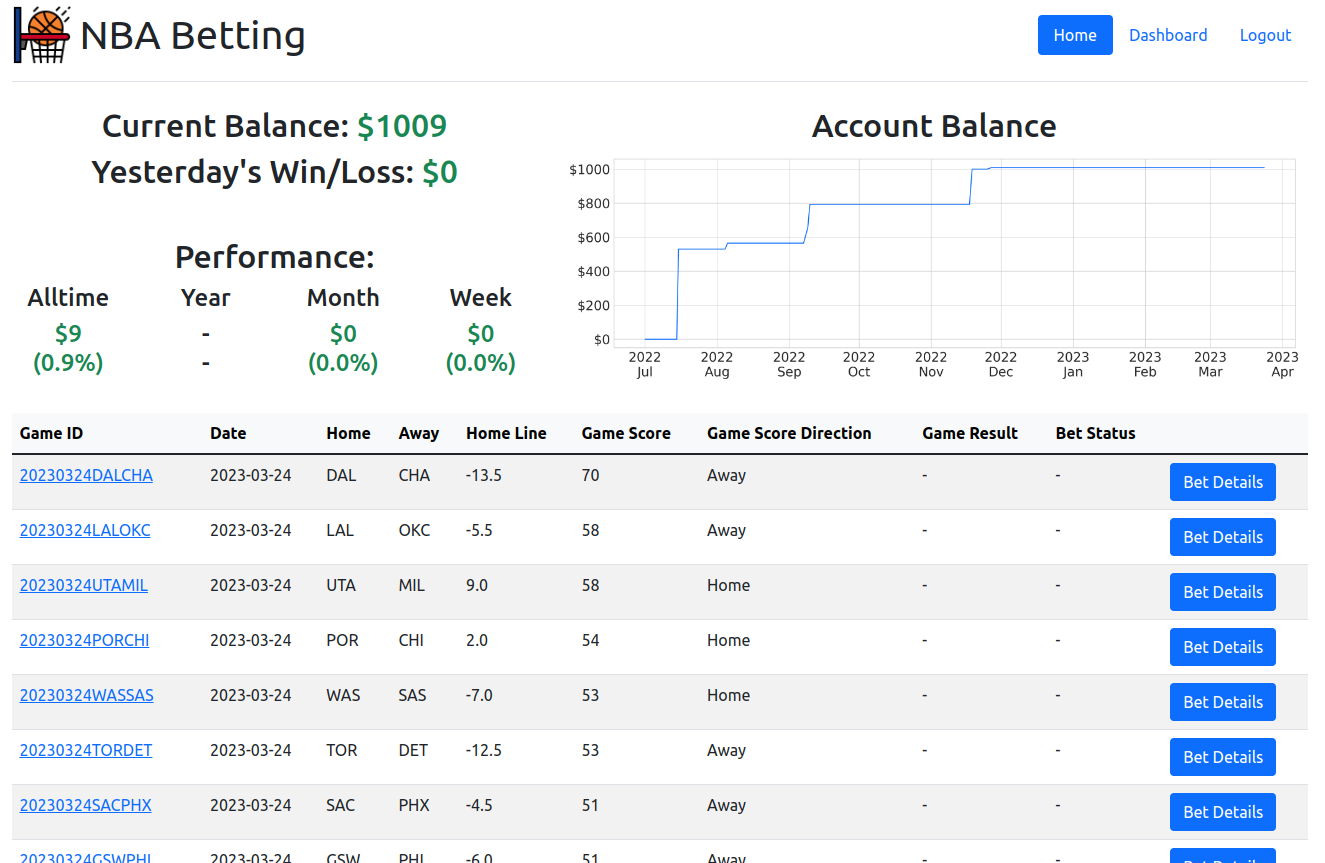 NBA Betting
Home Dashboard Logout
Current Balance: $1009
Yesterday's Win/Loss: $0
Performance:
Alltime Year Month Week
$9 - $0 $0
(0.9%) - (0.0%) (0.0%)
Account Balance
$1000
$800
$600
$400
$200
$0
2022 2022 2022 2022 2022 2022 2023 2023 2023 2023
Jul Aug Sep Oct Nov Dec Jan Feb Mar Apr
Game ID Date Home Away Home Line Game Score Game Score Direction Game Result Bet Status
20230324DALCHA 2023-03-24 DAL CHA -13.5 70 Away - - Bet Details
20230324LALOKC 2023-03-24 LAL OKC -5.5 58 Away - - Bet Details
20230324UTAMIL 2023-03-24 UTA MIL 9.0 58 Home - - Bet Details
20230324PORCHI 2023-03-24 POR CHI 2.0 54 Home - - Bet Details
20230324WASSAS 2023-03-24 WAS SAS -7.0 53 Home - - Bet Details
20230324TORDET 2023-03-24 TOR DET -12.5 53 Away - - Bet Details
20230324SACPHX 2023-03-24 SAC PHX -4.5 51 Away - - Bet Details
20230324GSWPHI 2023-03-24 GSW PHI -6.0 51 Away - - Bet Details